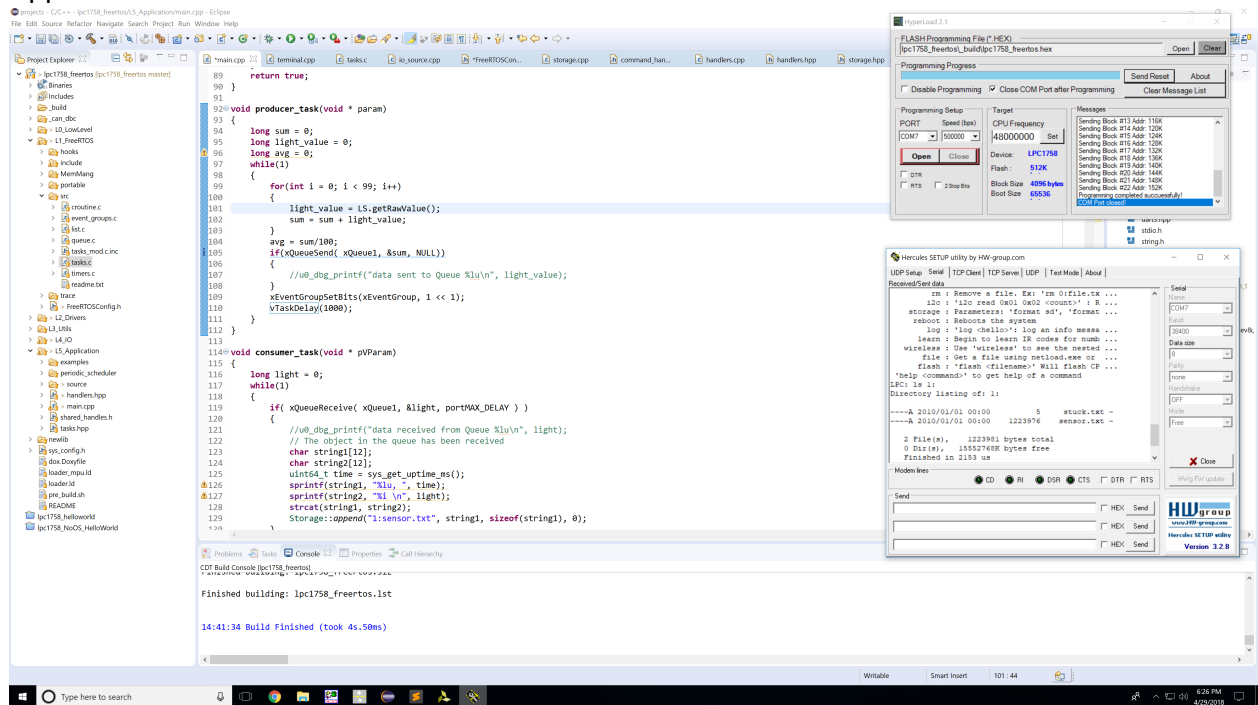 projects - C/C++ - lpc1758_freertos/L5_Application/main.cpp - Eclipse
File Edit Source Refactor Navigate Search Project Run Window Help
Project Explorer
> lpc1758_freertos [lpc1758_freertos master]
Binaries
Includes
_build
_can_dbc
> L0_LowLevel
> L1_FreeRTOS
> hooks
> include
> MemMang
> portable
> src
> croutine.c
> event_groups.c
> list.c
> queue.c
> tasks_mod.c.inc
> tasks.c
> timers.c
readme.txt
> trace
> FreeRTOSConfig.h
> L2_Drivers
L3_Utils
> L4_IO
> L5_Application
> examples
> periodic_scheduler
> source
> handlers.hpp
> main.cpp
shared_handles.h
> tasks.hpp
newlib
sys_config.h
dox.Doxyfile
loader_mpu.ld
loader.ld
pre_build.sh
README
lpc1758_helloworld
lpc1758_NoOS_HelloWorld
*main.cpp terminal.cpp tasks.c io_source.cpp *FreeRTOSCon... storage.cpp command_han... handlers.cpp handlers.hpp storage.hpp
89 return true;
90 }
91
92 void producer_task(void * param)
93 {
94 long sum = 0;
95 long light_value = 0;
96 long avg = 0;
97 while(1)
98 {
99 for(int i = 0; i < 99; i++)
100 {
101 light_value = LS.getRawValue();
102 sum = sum + light_value;
103 }
104 avg = sum/100;
105 if(xQueueSend( xQueue1, &sum, NULL))
106 {
107 //u0_dbg_printf("data sent to Queue %lu\n", light_value);
108 }
109 xEventGroupSetBits(xEventGroup, 1 << 1);
110 vTaskDelay(1000);
111 }
112 }
113
114 void consumer_task(void * pVParam)
115 {
116 long light = 0;
117 while(1)
118 {
119 if( xQueueReceive( xQueue1, &light, portMAX_DELAY ) )
120 {
121 //u0_dbg_printf("data received from Queue %lu\n", light);
122 // The object in the queue has been received
123 char string1[12];
124 char string2[12];
125 uint64_t time = sys_get_uptime_ms();
126 sprintf(string1, "%lu, ", time);
127 sprintf(string2, "%i \n", light);
128 strcat(string1, string2);
129 Storage::append("1:sensor.txt", string1, sizeof(string1), 0);
Problems Tasks Console Properties Call Hierarchy
CDT Build Console [lpc1758_freertos]
Finished building: lpc1758_freertos.lst
14:41:34 Build Finished (took 4s.50ms)
Writable Smart Insert 101 : 44
HyperLoad 2.1
FLASH Programming File (*.HEX)
lpc1758_freertos\_build\lpc1758_freertos.hex
Open Clear
Programming Progress
Send Reset About
Disable Programming Close COM Port after Programming Clear Message List
Programming Setup
PORT Speed (bps)
COM7 500000
Open Close
DTR
RTS 2 Stop Bits
Target
CPU Frequency
48000000 Set
Device: LPC1758
Flash : 512K
Block Size 4096 bytes
Boot Size 65536
Messages
Sending Block #13 Addr: 116K
Sending Block #14 Addr: 120K
Sending Block #15 Addr: 124K
Sending Block #16 Addr: 128K
Sending Block #17 Addr: 132K
Sending Block #18 Addr: 136K
Sending Block #19 Addr: 140K
Sending Block #20 Addr: 144K
Sending Block #21 Addr: 148K
Sending Block #22 Addr: 152K
Programming completed succuessfully!
COM Port closed!
stdio.h
string.h
Hercules SETUP utility by HW-group.com
UDP Setup Serial TCP Client TCP Server UDP Test Mode About
Received/Sent data
rm : Remove a file. Ex: 'rm 0:file.tx ...
i2c : 'i2c read 0x01 0x02 <count>' : R ...
storage : Parameters: 'format sd', 'format ...
reboot : Reboots the system
log : 'log <hello>': log an info messa ...
learn : Begin to learn IR codes for numb ...
wireless : Use 'wireless' to see the nested ...
file : Get a file using netload.exe or ...
flash : 'flash <filename>' Will flash CP ...
'help <command>' to get help of a command
LPC: ls 1:
Directory listing of: 1:
----A 2010/01/01 00:00 5 stuck.txt -
----A 2010/01/01 00:00 1223976 sensor.txt -
2 File(s), 1223981 bytes total
0 Dir(s), 15552768K bytes free
Finished in 2153 us
Modem lines
CD RI DSR CTS DTR RTS
Send
HEX Send
HEX Send
HEX Send
Serial
Name
COM7
Baud
38400
Data size
8
Parity
none
Handshake
OFF
Mode
Free
Close
HWg FW update
HWgroup
www.HW-group.com
Hercules SETUP utility
Version 3.2.8
Type here to search
6:26 PM
4/29/2018